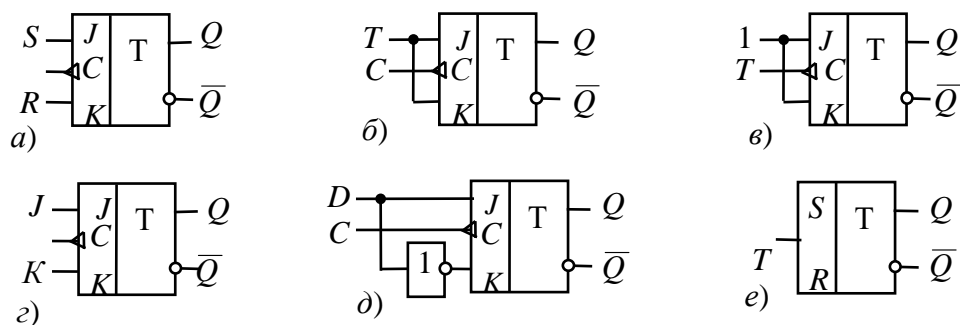 S J T Q
C
R K Q̅
а)
T J T Q
C C
K Q̅
б)
1 J T Q
T C
K Q̅
в)
J J T Q
C
К K Q̅
г)
D J T Q
C C
1 K Q̅
д)
S T Q
T
R Q̅
е)